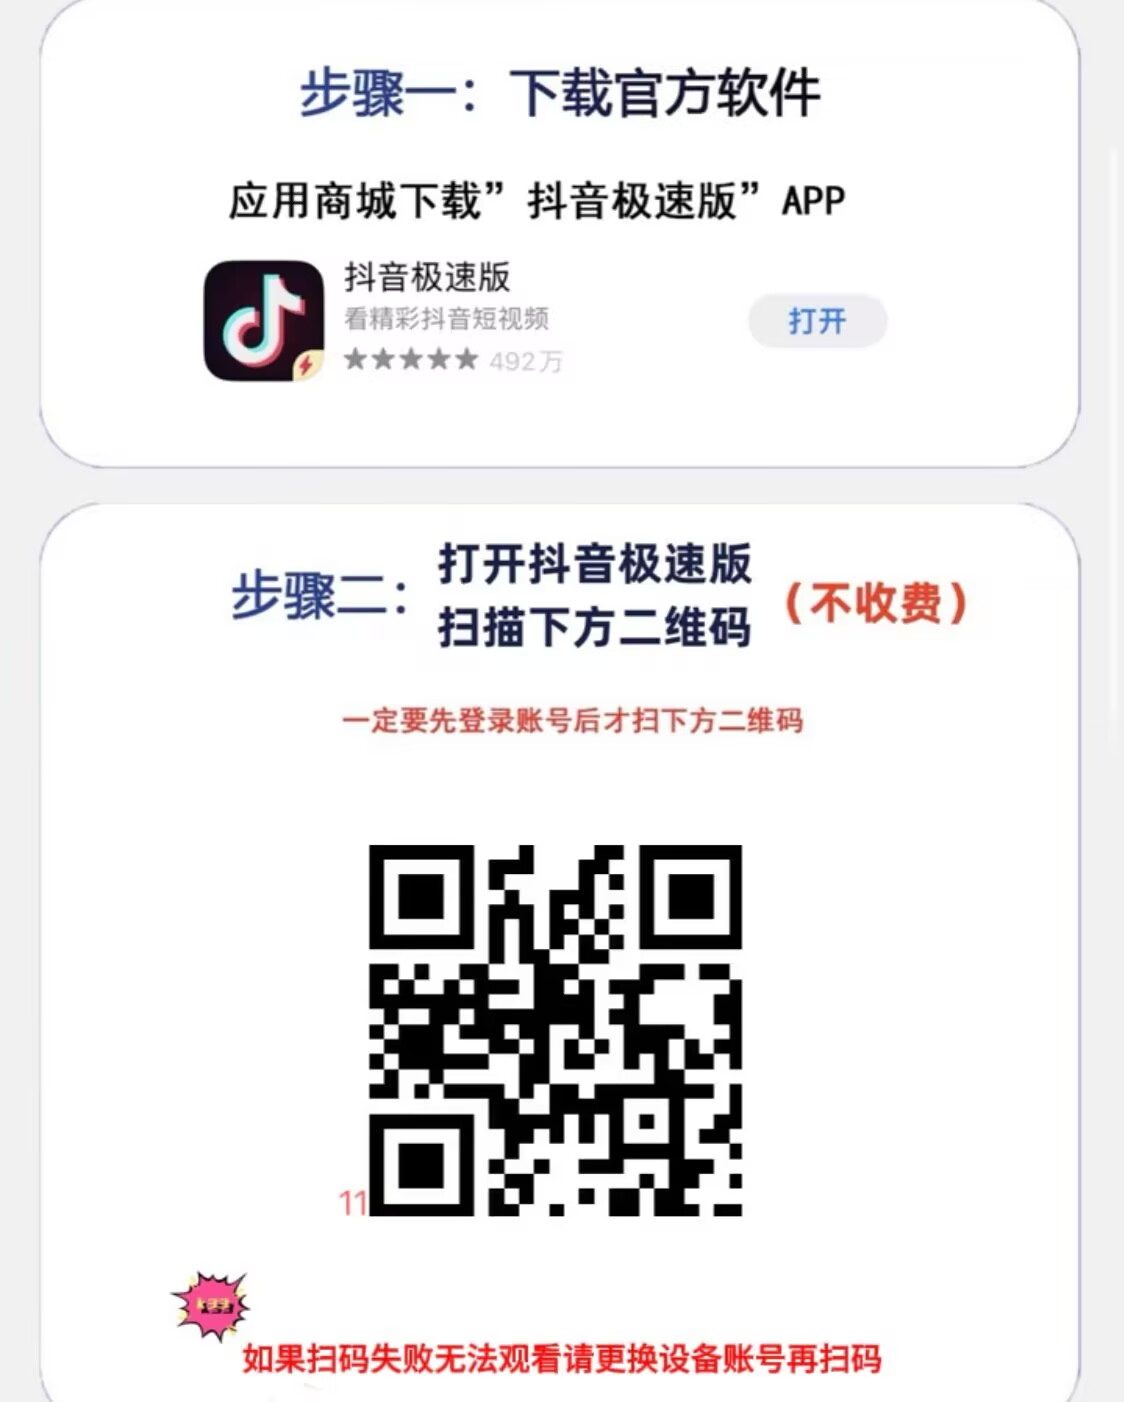 步骤一：下载官方软件
应用商城下载”抖音极速版”APP
抖音极速版
看精彩抖音短视频
492万
打开
步骤二：
打开抖音极速版
扫描下方二维码
（不收费）
一定要先登录账号后才扫下方二维码
11
如果扫码失败无法观看请更换设备账号再扫码